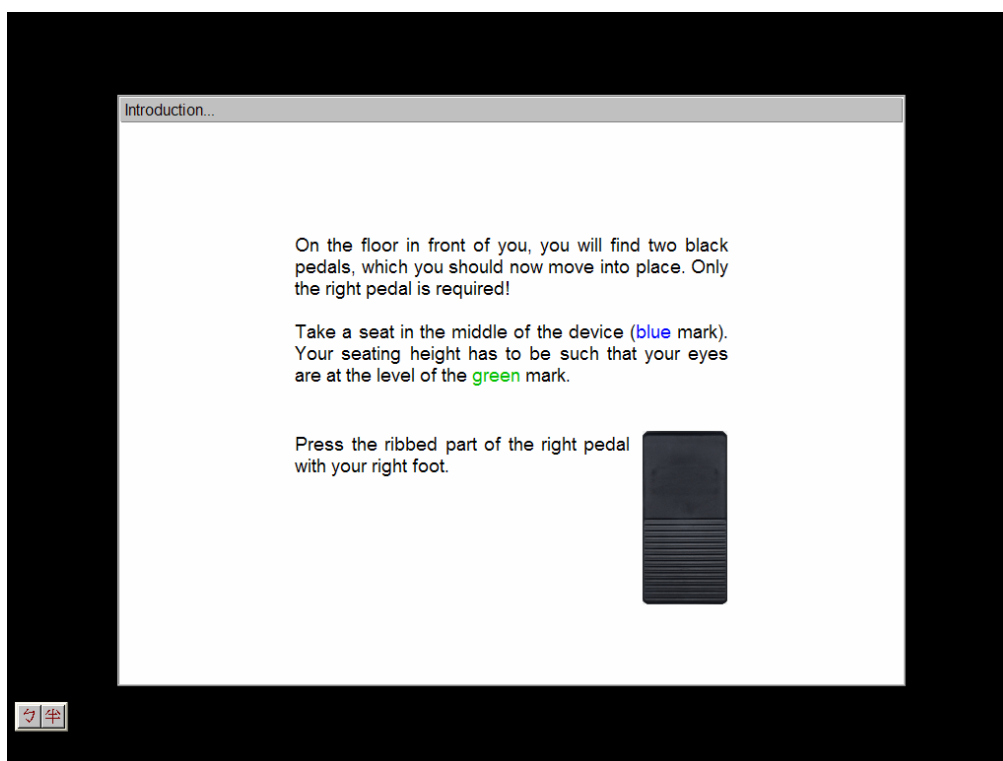 Introduction...
On the floor in front of you, you will find two black
pedals, which you should now move into place. Only
the right pedal is required!
Take a seat in the middle of the device (blue mark).
Your seating height has to be such that your eyes
are at the level of the green mark.
Press the ribbed part of the right pedal
with your right foot.
ㄅ半